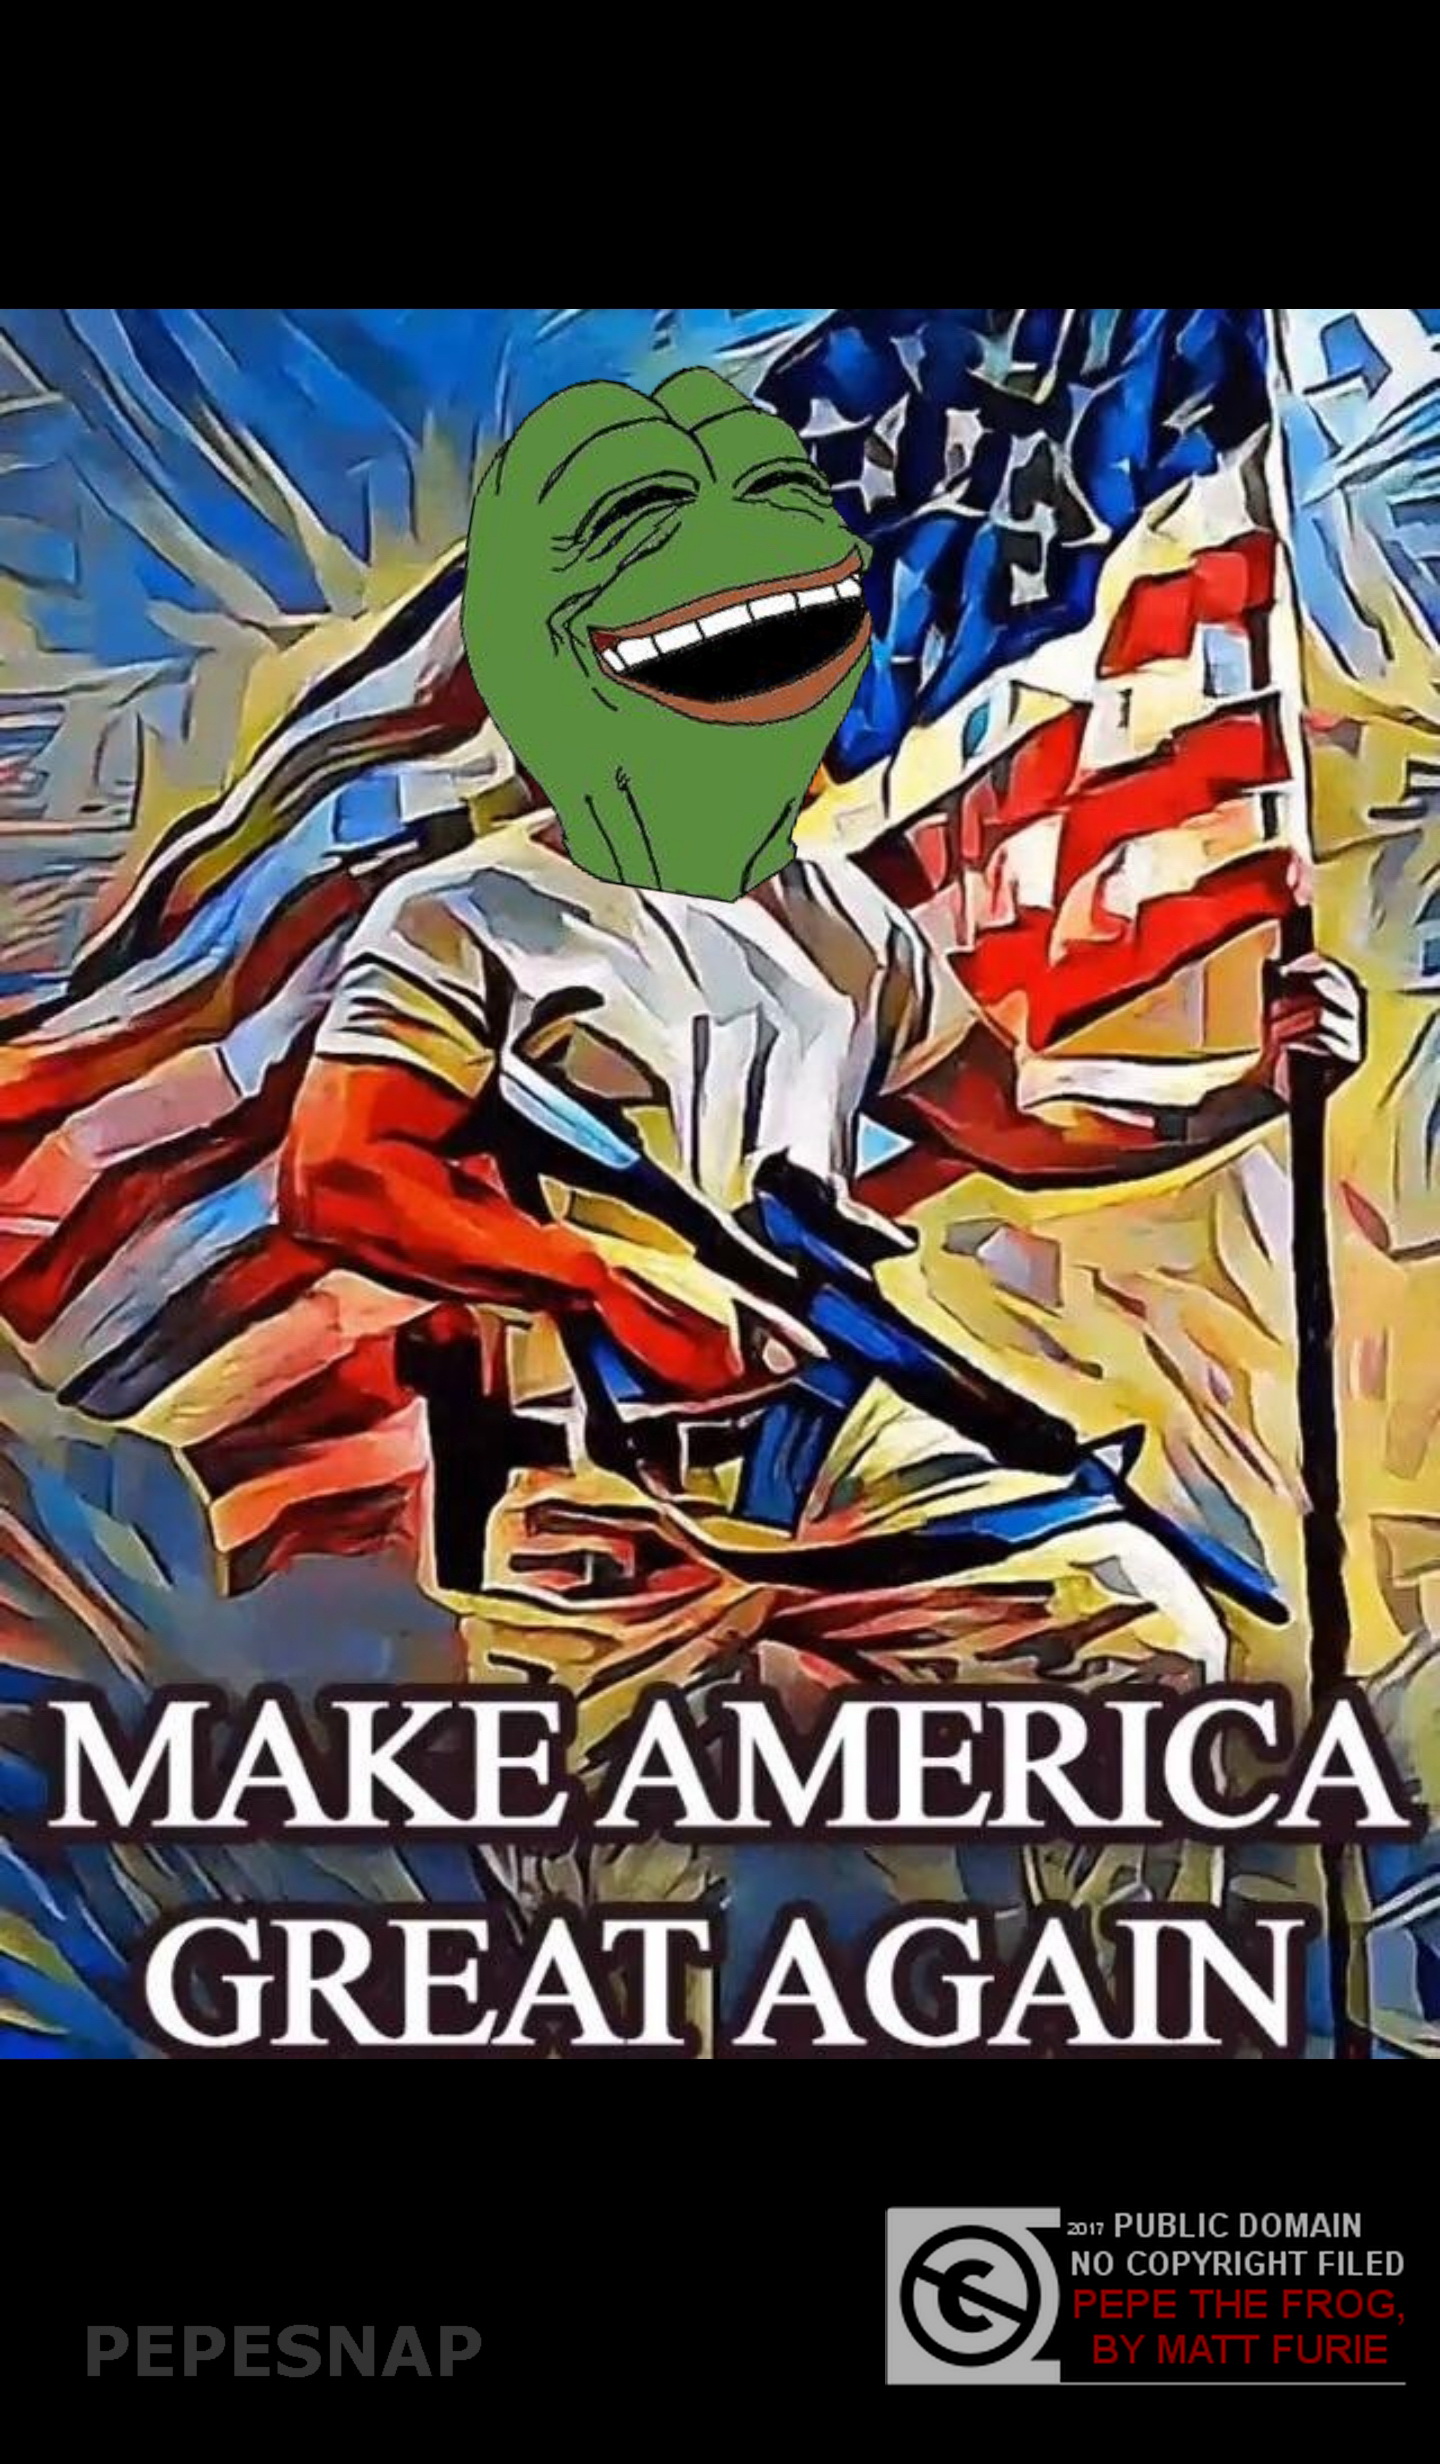 MAKE AMERICA
GREAT AGAIN
2017 PUBLIC DOMAIN
NO COPYRIGHT FILED
PEPE THE FROG,
BY MATT FURIE
PEPESNAP